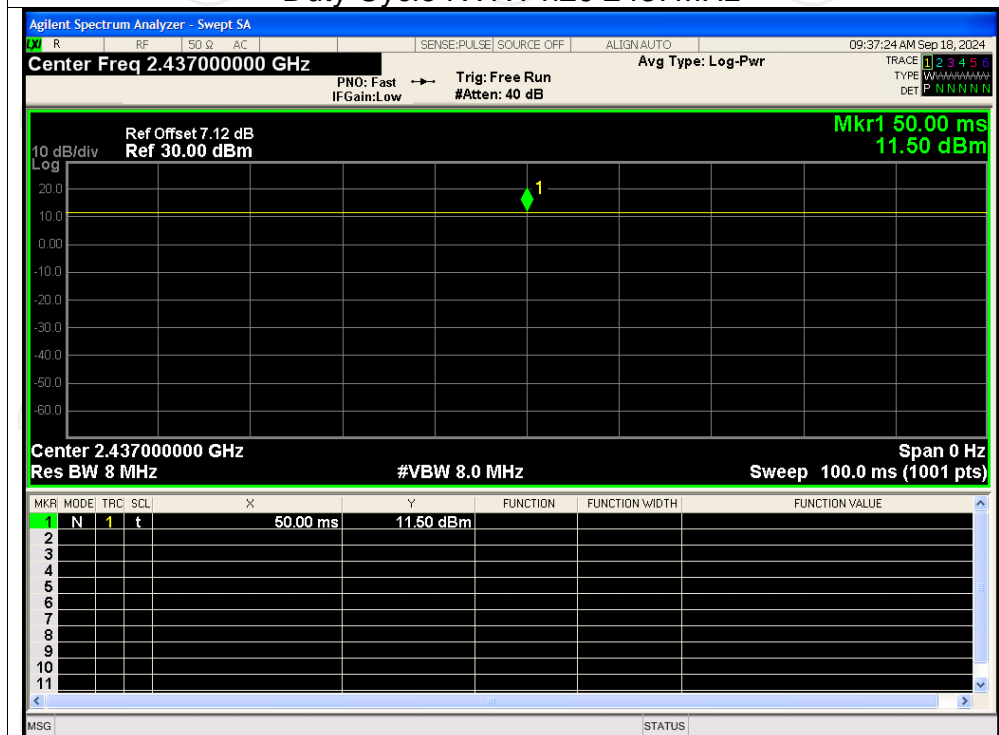 Agilent Spectrum Analyzer - Swept SA
LXI R RF 50 Ω AC SENSE:PULSE SOURCE OFF ALIGN AUTO 09:37:24 AM Sep 18, 2024
Center Freq 2.437000000 GHz Avg Type: Log-Pwr TRACE 1 2 3 4 5 6
PNO: Fast Trig: Free Run TYPE W
IFGain:Low #Atten: 40 dB DET P N N N N N
Mkr1 50.00 ms
Ref Offset 7.12 dB
10 dB/div Ref 30.00 dBm 11.50 dBm
Log
20.0
1
10.0
0.00
-10.0
-20.0
-30.0
-40.0
-50.0
-60.0
Center 2.437000000 GHz Span 0 Hz
Res BW 8 MHz #VBW 8.0 MHz Sweep 100.0 ms (1001 pts)
MKR MODE TRC SCL X Y FUNCTION FUNCTION WIDTH FUNCTION VALUE
1 N 1 t 50.00 ms 11.50 dBm
2
3
4
5
6
7
8
9
10
11
MSG STATUS